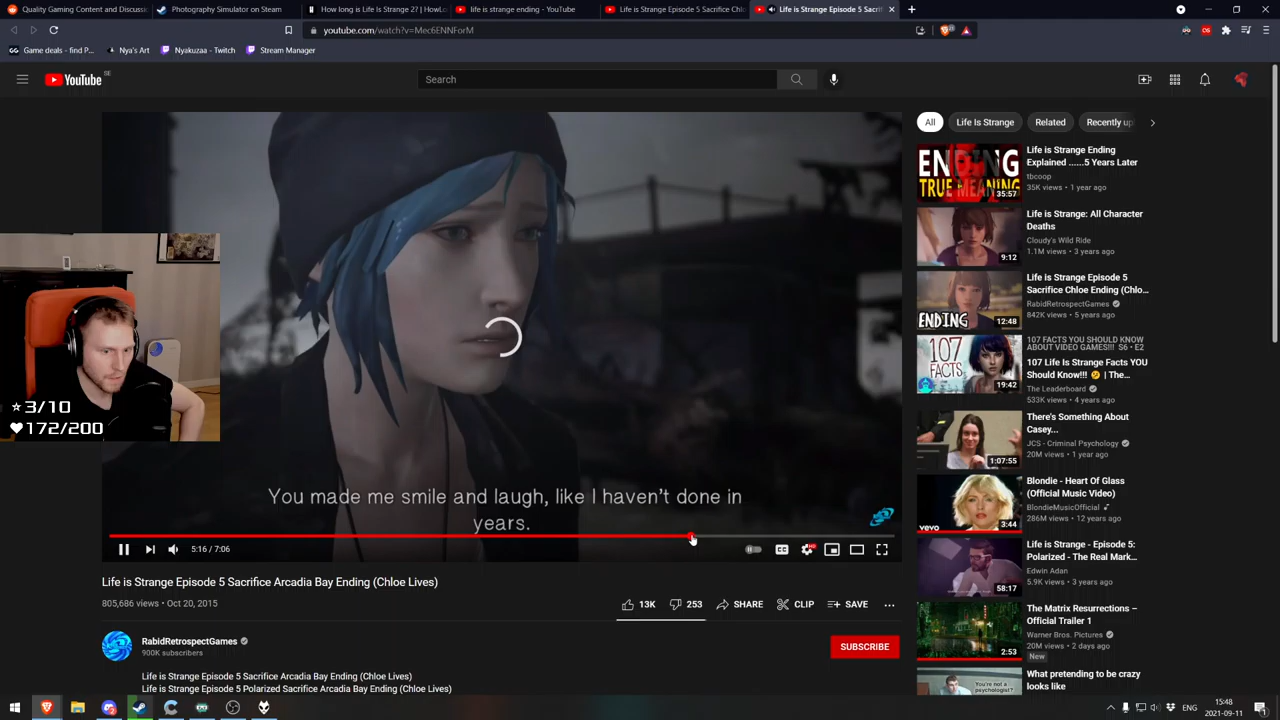 Quality Gaming Content and Discussi
Photography Simulator on Steam
How long is Life Is Strange 2? | HowL
life is strange ending - YouTube
Life is Strange Episode 5 Sacrifice Chl
Life is Strange Episode 5 Sacrif
youtube.com/watch?v=Mec6ENNForM
Game deals - find P...
Nya's Art
Nyakuzaa - Twitch
Stream Manager
YouTube SE
Search
All
Life Is Strange
Related
Recently up
ENDING
TRUE MEANING
35:57
Life is Strange Ending
Explained ......5 Years Later
tbcoop
35K views • 1 year ago
9:12
Life is Strange: All Character
Deaths
Cloudy's Wild Ride
1.1M views • 3 years ago
ENDING
12:48
Life is Strange Episode 5
Sacrifice Chloe Ending (Chlo...
RabidRetrospectGames
842K views • 5 years ago
107
FACTS
19:42
107 FACTS YOU SHOULD KNOW
ABOUT VIDEO GAMES!!! S6 • E2
107 Life Is Strange Facts YOU
Should Know!!! 🤔 | The...
The Leaderboard
533K views • 4 years ago
1:07:55
There's Something About
Casey...
JCS - Criminal Psychology
20M views • 1 year ago
vevo
3:44
Blondie - Heart Of Glass
(Official Music Video)
BlondieMusicOfficial
286M views • 12 years ago
58:17
Life is Strange - Episode 5:
Polarized - The Real Mark...
Edwin Adan
5.9K views • 3 years ago
2:53
The Matrix Resurrections –
Official Trailer 1
Warner Bros. Pictures
20M views • 2 days ago
New
You're not a
psychologist?
What pretending to be crazy
looks like
3/10
172/200
You made me smile and laugh, like I haven't done in
years.
5:16 / 7:06
HD
Life is Strange Episode 5 Sacrifice Arcadia Bay Ending (Chloe Lives)
805,686 views • Oct 20, 2015
13K
253
SHARE
CLIP
SAVE
RabidRetrospectGames
900K subscribers
SUBSCRIBE
Life is Strange Episode 5 Sacrifice Arcadia Bay Ending (Chloe Lives)
Life is Strange Episode 5 Sacrifice Arcadia Bay Ending (Chloe Lives)
ENG
15:48
2021-09-11